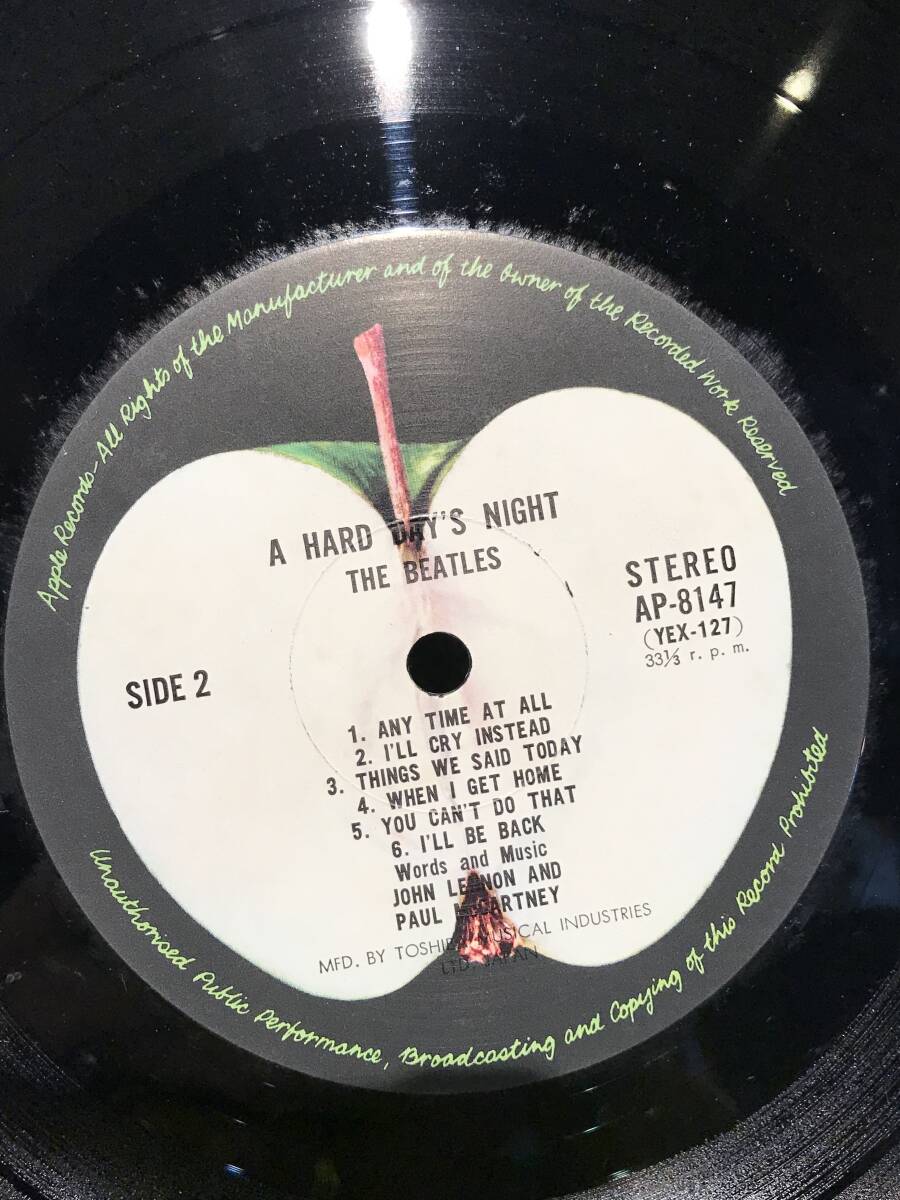 Apple Records-All Rights of the Manufacturer and of the Owner of the Recorded Work Reserved
A HARD DAY'S NIGHT
THE BEATLES
STEREO
AP-8147
(YEX-127)
33⅓ r. p. m.
SIDE 2
1. ANY TIME AT ALL
2. I'LL CRY INSTEAD
3. THINGS WE SAID TODAY
4. WHEN I GET HOME
5. YOU CAN'T DO THAT
6. I'LL BE BACK
Words and Music
JOHN LENNON AND
PAUL McCARTNEY
MFD. BY TOSHIBA MUSICAL INDUSTRIES
LTD. JAPAN
Unauthorised Public Performance, Broadcasting and Copying of this Record Prohibited